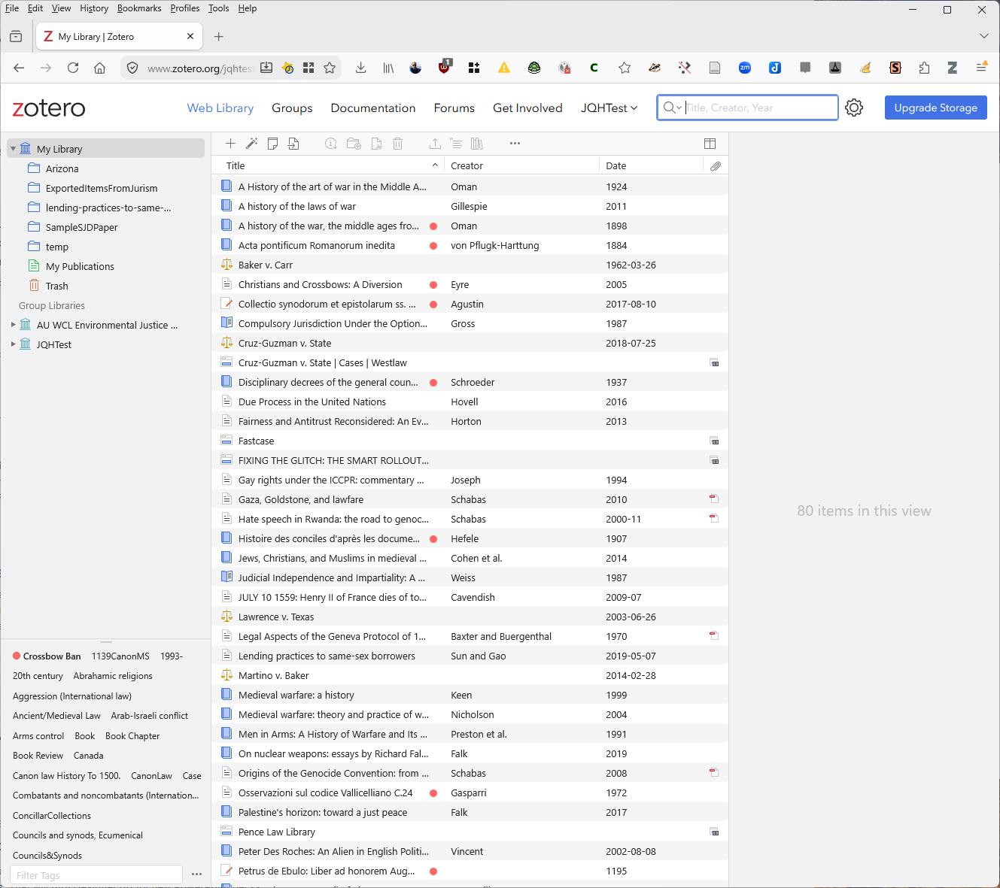 File Edit View History Bookmarks Profiles Tools Help
My Library | Zotero
www.zotero.org/jqhtes
1
zotero
Web Library Groups Documentation Forums Get Involved JQHTest Title, Creator, Year Upgrade Storage
My Library
Arizona
ExportedItemsFromJurism
lending-practices-to-same-...
SampleSJDPaper
temp
My Publications
Trash
Group Libraries
AU WCL Environmental Justice ...
JQHTest
Crossbow Ban 1139CanonMS 1993-
20th century Abrahamic religions
Aggression (International law)
Ancient/Medieval Law Arab-Israeli conflict
Arms control Book Book Chapter
Book Review Canada
Canon law History To 1500. CanonLaw Case
Combatants and noncombatants (Internation...
ConcillarCollections
Councils and synods, Ecumenical
Councils&Synods
Filter Tags
Title Creator Date
A History of the art of war in the Middle A... Oman 1924
A history of the laws of war Gillespie 2011
A history of the war, the middle ages fro... Oman 1898
Acta pontificum Romanorum inedita von Pflugk-Harttung 1884
Baker v. Carr 1962-03-26
Christians and Crossbows: A Diversion Eyre 2005
Collectio synodorum et epistolarum ss. ... Agustin 2017-08-10
Compulsory Jurisdiction Under the Option... Gross 1987
Cruz-Guzman v. State 2018-07-25
Cruz-Guzman v. State | Cases | Westlaw
Disciplinary decrees of the general coun... Schroeder 1937
Due Process in the United Nations Hovell 2016
Fairness and Antitrust Reconsidered: An Ev... Horton 2013
Fastcase
FIXING THE GLITCH: THE SMART ROLLOUT...
Gay rights under the ICCPR: commentary ... Joseph 1994
Gaza, Goldstone, and lawfare Schabas 2010
Hate speech in Rwanda: the road to genoc... Schabas 2000-11
Histoire des conciles d'après les docume... Hefele 1907
Jews, Christians, and Muslims in medieval ... Cohen et al. 2014
Judicial Independence and Impartiality: A ... Weiss 1987
JULY 10 1559: Henry II of France dies of to... Cavendish 2009-07
Lawrence v. Texas 2003-06-26
Legal Aspects of the Geneva Protocol of 1... Baxter and Buergenthal 1970
Lending practices to same-sex borrowers Sun and Gao 2019-05-07
Martino v. Baker 2014-02-28
Medieval warfare: a history Keen 1999
Medieval warfare: theory and practice of w... Nicholson 2004
Men in Arms: A History of Warfare and Its ... Preston et al. 1991
On nuclear weapons: essays by Richard Fal... Falk 2019
Origins of the Genocide Convention: from ... Schabas 2008
Osservazioni sul codice Vallicelliano C.24 Gasparri 1972
Palestine's horizon: toward a just peace Falk 2017
Pence Law Library
Peter Des Roches: An Alien in English Politi... Vincent 2002-08-08
Petrus de Ebulo: Liber ad honorem Aug... 1195
80 items in this view